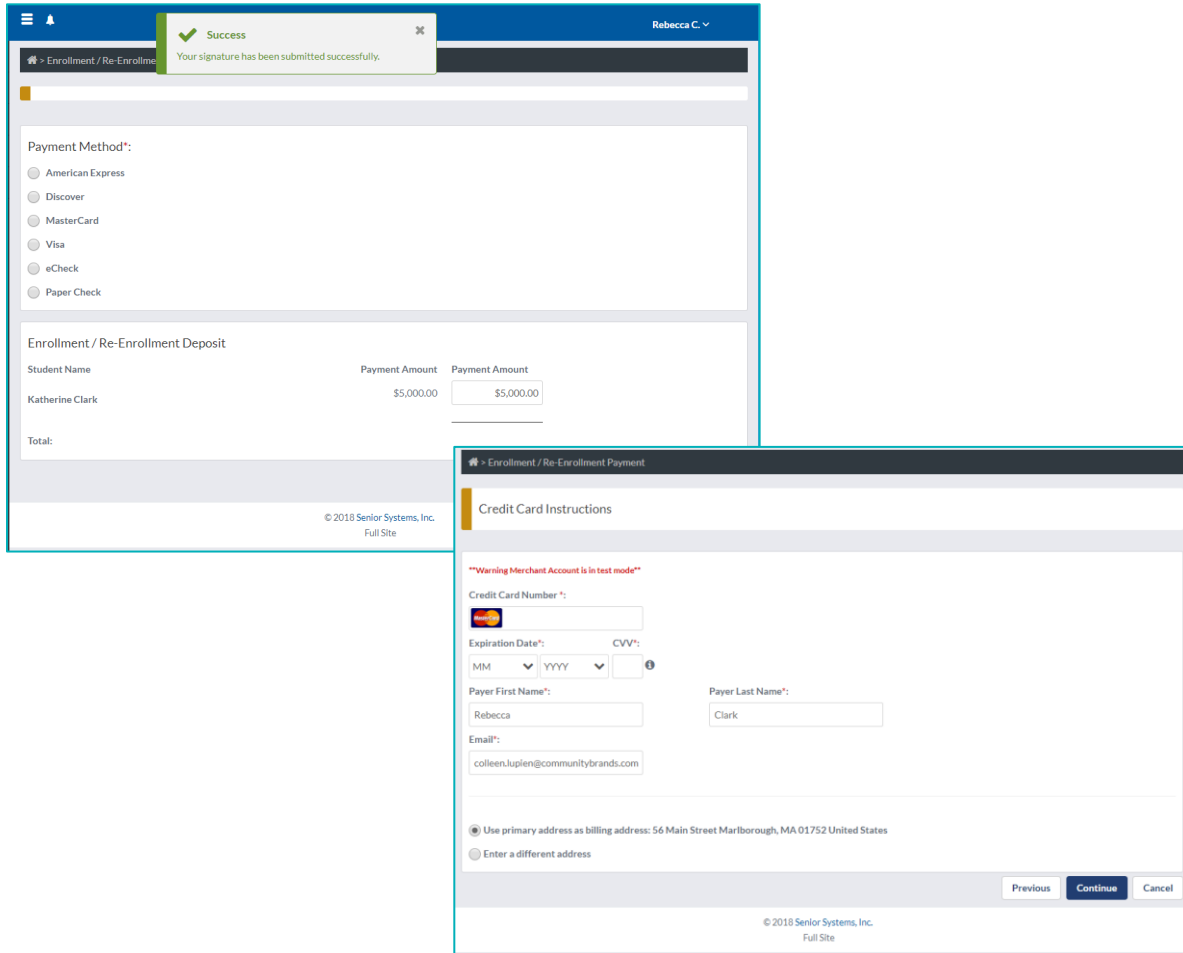 Rebecca C.
Success
Your signature has been submitted successfully.
> Enrollment / Re-Enrollme
Payment Method*:
American Express
Discover
MasterCard
Visa
eCheck
Paper Check
Enrollment / Re-Enrollment Deposit
Student Name Payment Amount Payment Amount
Katherine Clark $5,000.00 $5,000.00
Total:
© 2018 Senior Systems, Inc.
Full Site
> Enrollment / Re-Enrollment Payment
Credit Card Instructions
**Warning Merchant Account is in test mode**
Credit Card Number *:
MasterCard
Expiration Date*: CVV*:
MM YYYY
Payer First Name*: Payer Last Name*:
Rebecca Clark
Email*:
colleen.lupien@communitybrands.com
Use primary address as billing address: 56 Main Street Marlborough, MA 01752 United States
Enter a different address
Previous Continue Cancel
© 2018 Senior Systems, Inc.
Full Site